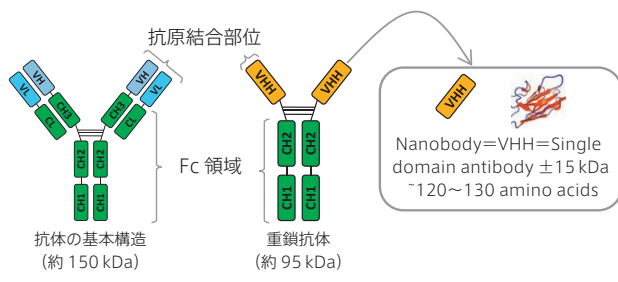 抗原結合部位
VH
VL
CH3
CL
CH2
CH2
CH1
CH1
VH
VL
CH3
CL
抗体の基本構造
(約 150 kDa)
Fc 領域
VHH
VHH
CH2
CH2
CH1
CH1
重鎖抗体
(約 95 kDa)
VHH
Nanobody=VHH=Single
domain antibody ±15 kDa
~120～130 amino acids